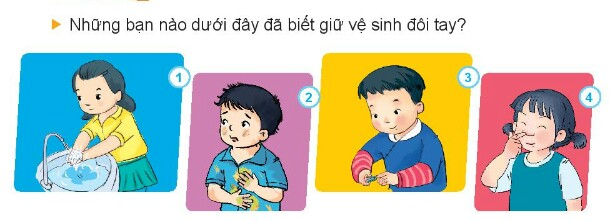 Những bạn nào dưới đây đã biết giữ vệ sinh đôi tay?
1
2
3
4